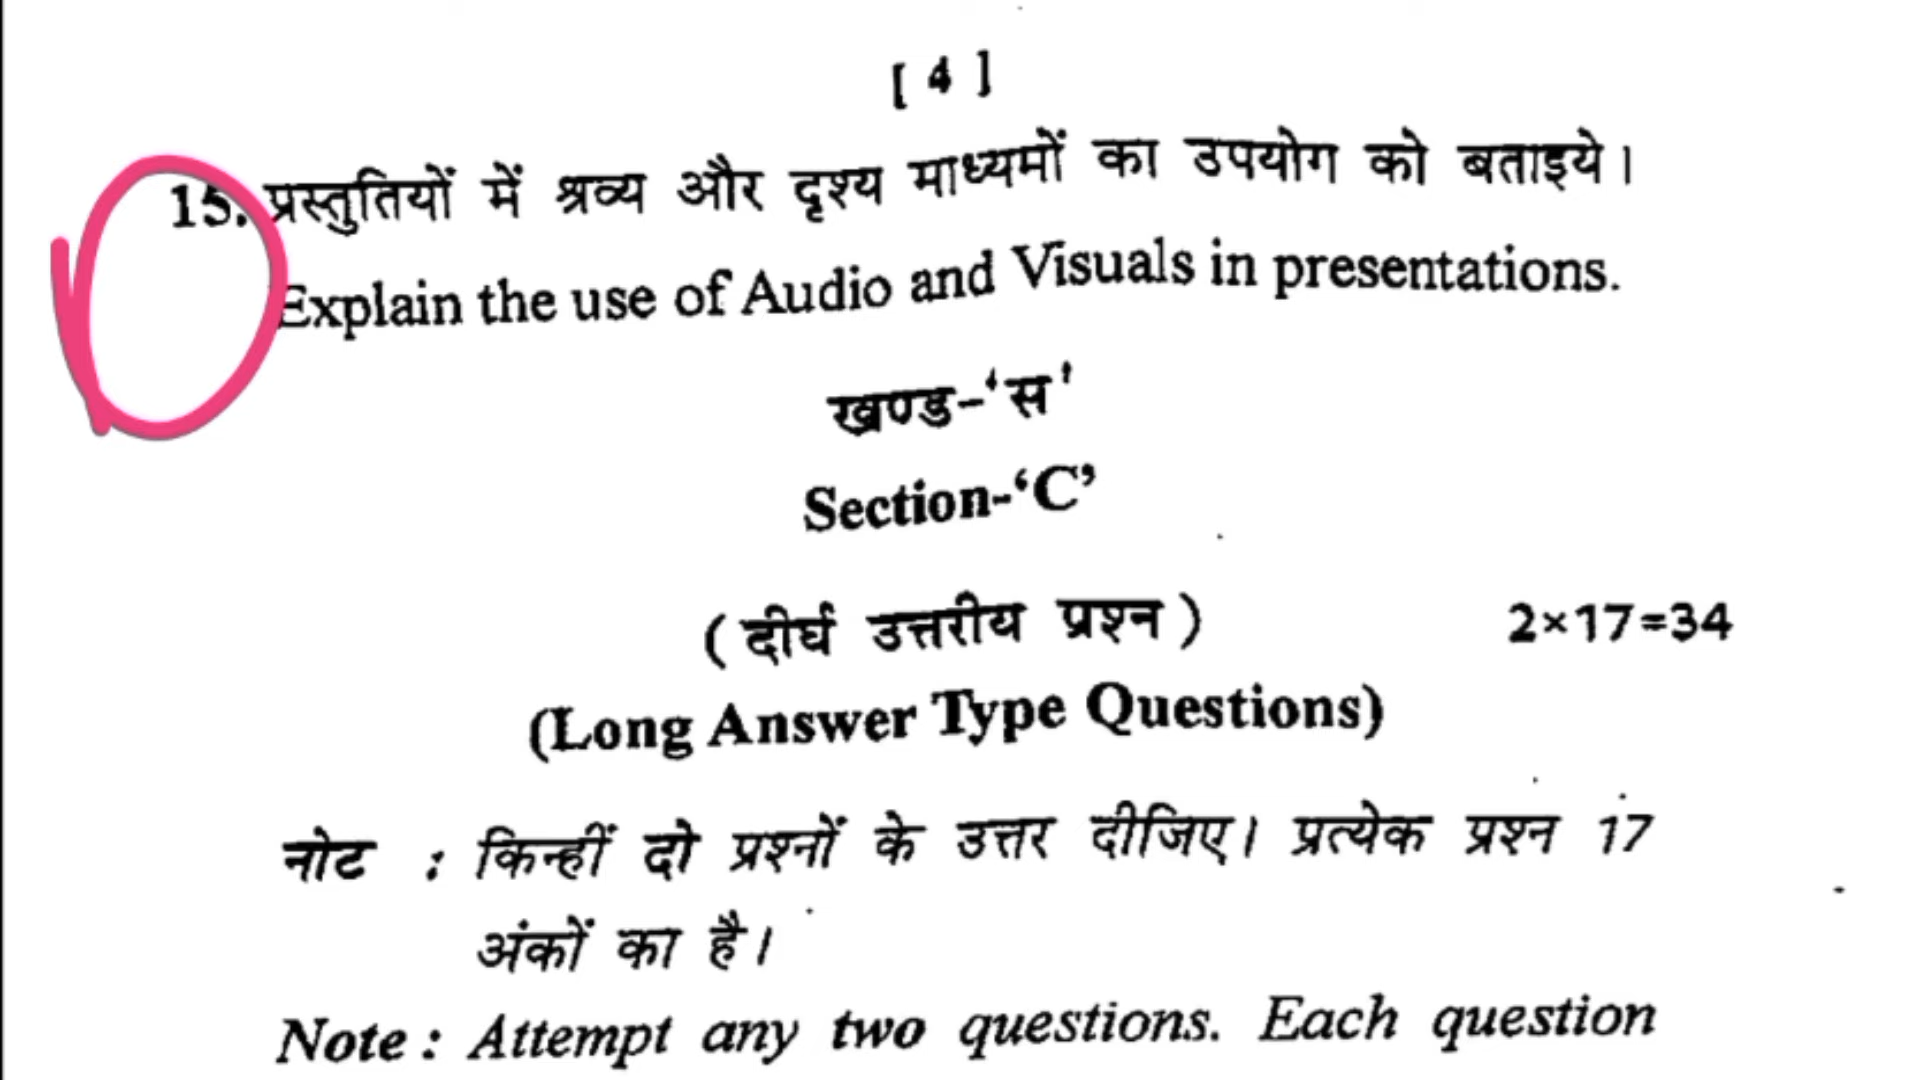 [ 4 ]
15. प्रस्तुतियों में श्रव्य और दृश्य माध्यमों का उपयोग को बताइये।
Explain the use of Audio and Visuals in presentations.
खण्ड-‘स’
Section-‘C’
(दीर्घ उत्तरीय प्रश्न) 2×17=34
(Long Answer Type Questions)
नोट : किन्हीं दो प्रश्नों के उत्तर दीजिए। प्रत्येक प्रश्न 17
अंकों का है।
Note : Attempt any two questions. Each question